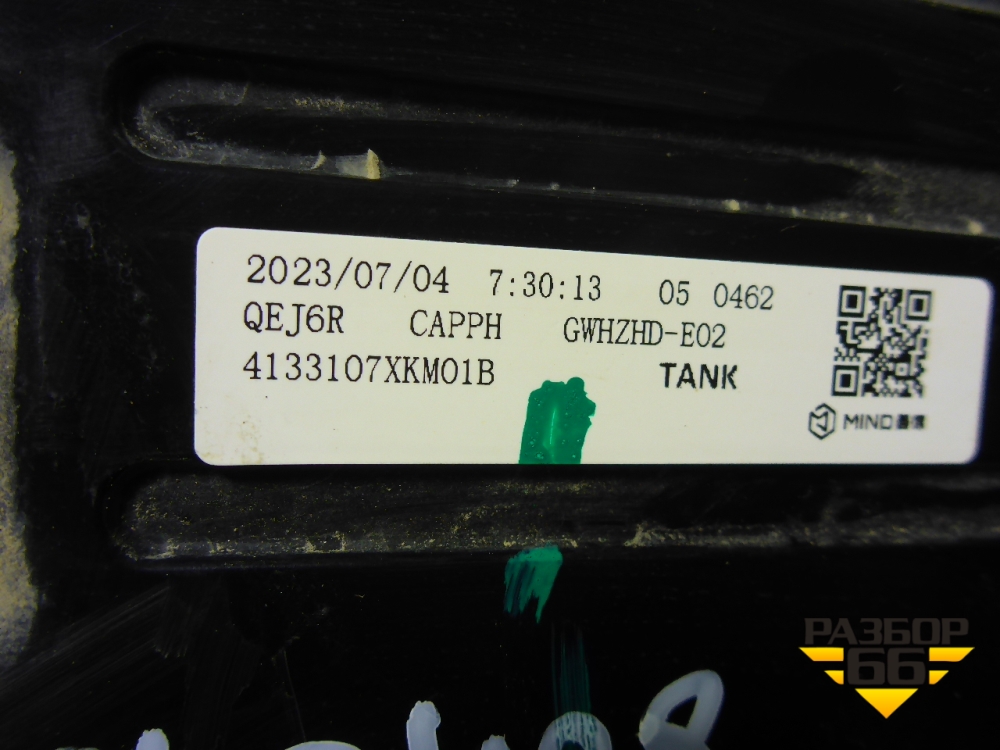 2023/07/04 7:30:13 05 0462
QEJ6R CAPPH GWHZHD-E02
4133107XKM01B TANK
MIND
РАЗБОР
66